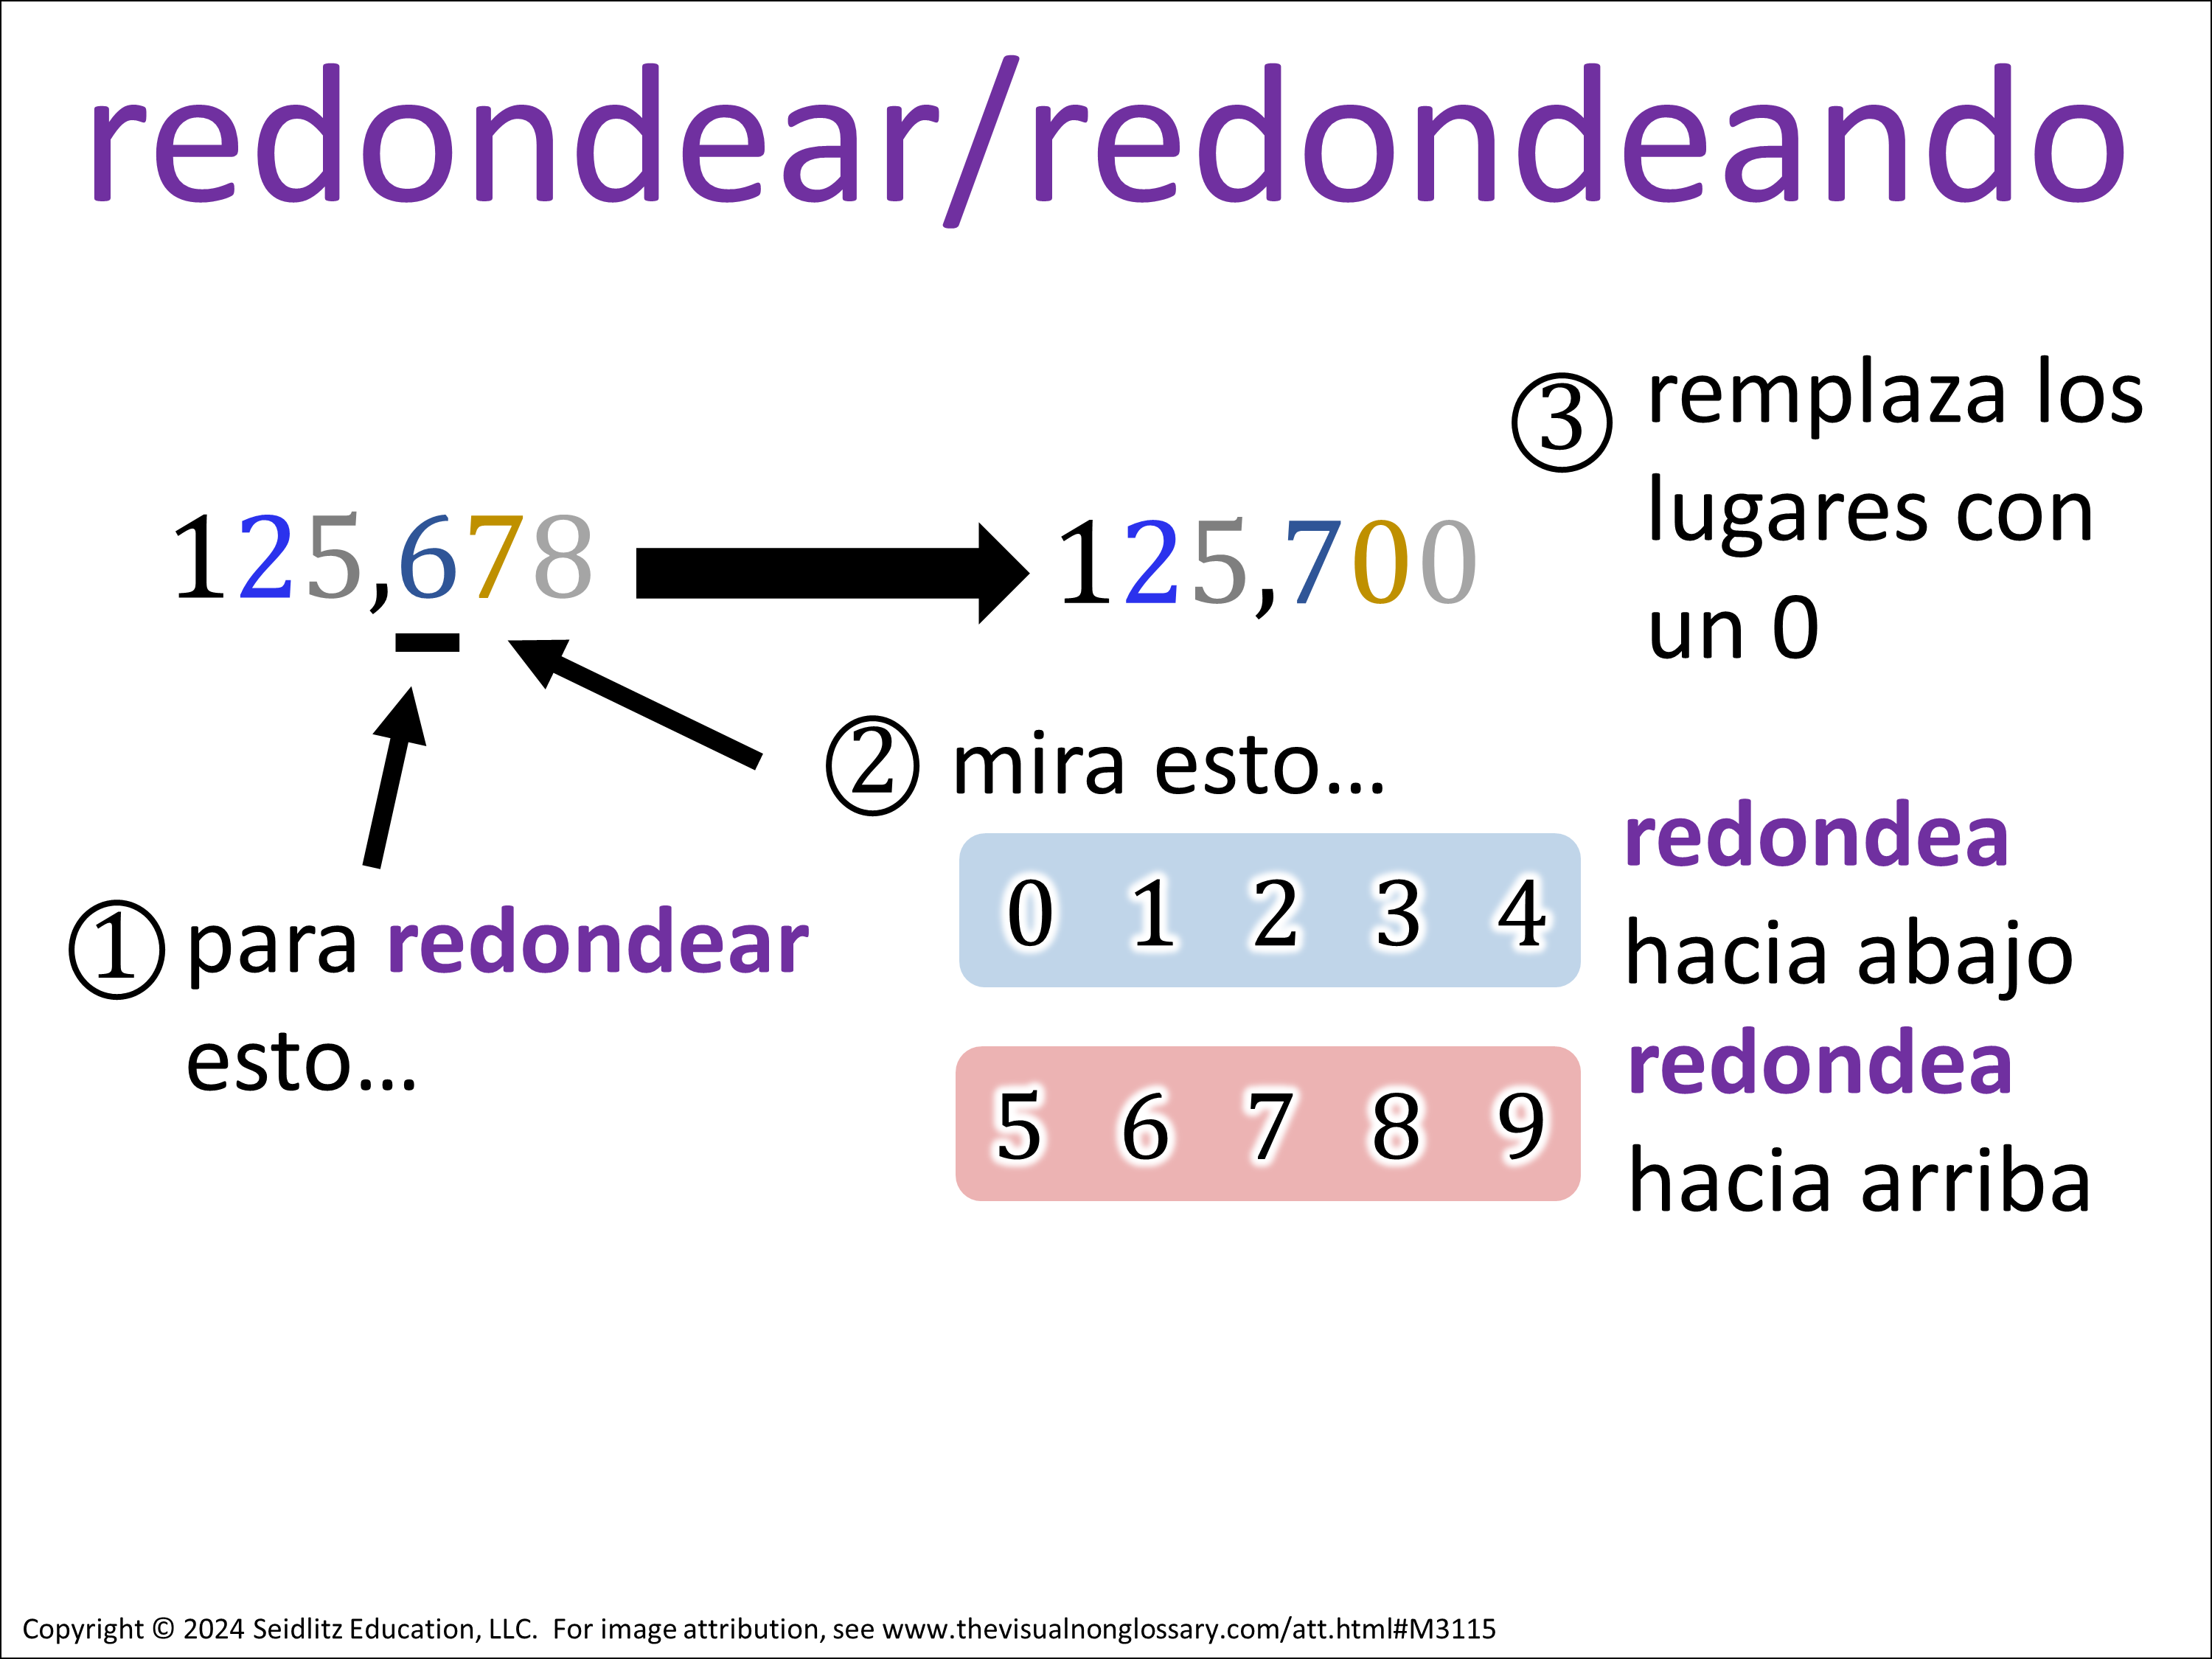 redondear/redondeando
③ remplaza los
lugares con
un 0
125,678
125,700
② mira esto...
① para redondear
esto...
0 1 2 3 4
redondea
hacia abajo
5 6 7 8 9
redondea
hacia arriba
Copyright © 2024 Seidlitz Education, LLC.  For image attribution, see www.thevisualnonglossary.com/att.html#M3115